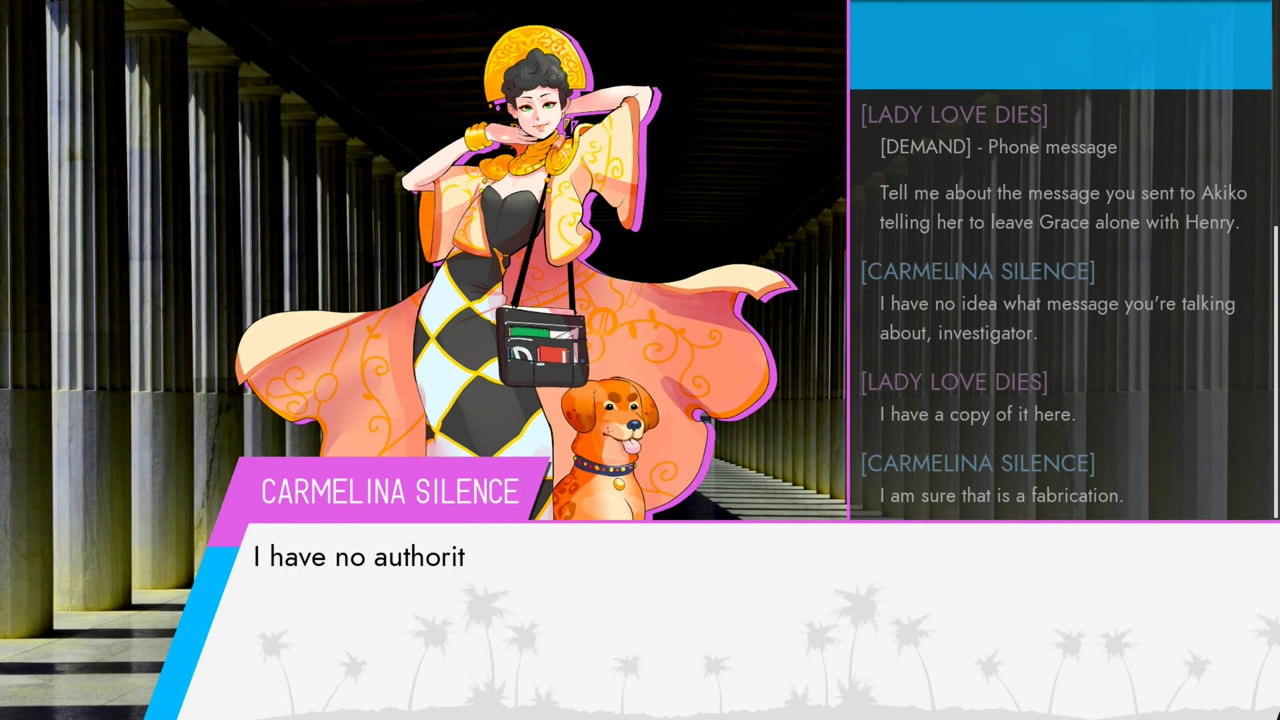 [LADY LOVE DIES]
[DEMAND] - Phone message
Tell me about the message you sent to Akiko
telling her to leave Grace alone with Henry.
[CARMELINA SILENCE]
I have no idea what message you're talking
about, investigator.
[LADY LOVE DIES]
I have a copy of it here.
[CARMELINA SILENCE]
I am sure that is a fabrication.
CARMELINA SILENCE
I have no authorit